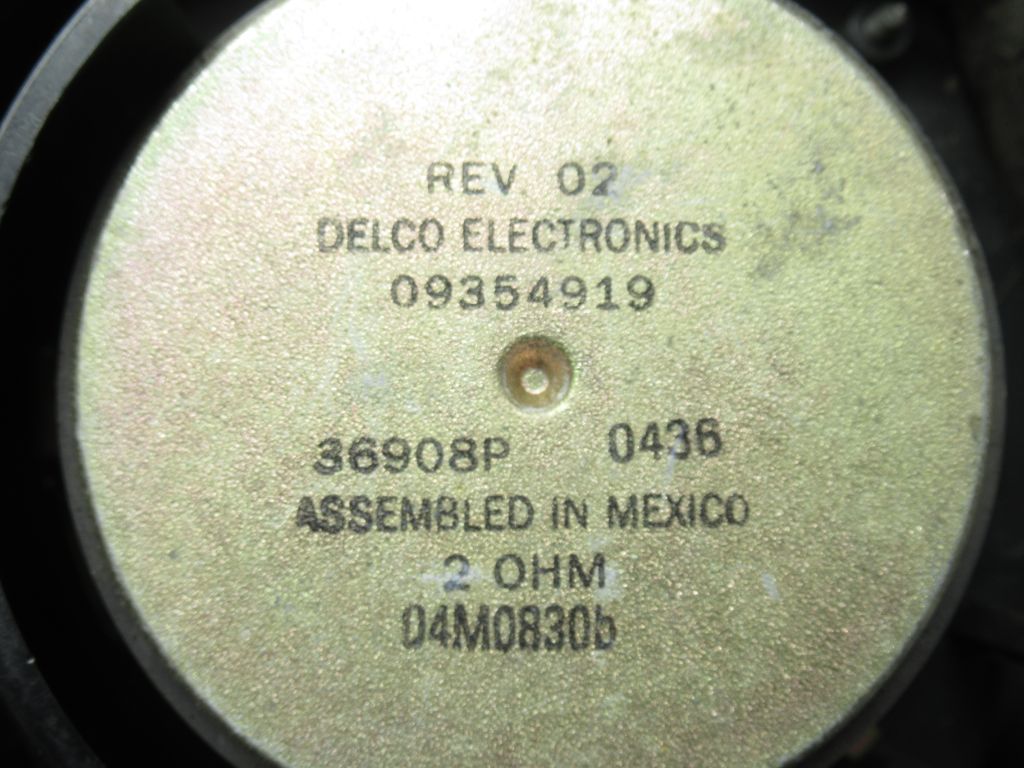 REV. 02
DELCO ELECTRONICS
09354919
36908P 0436
ASSEMBLED IN MEXICO
2 OHM
04M0830b